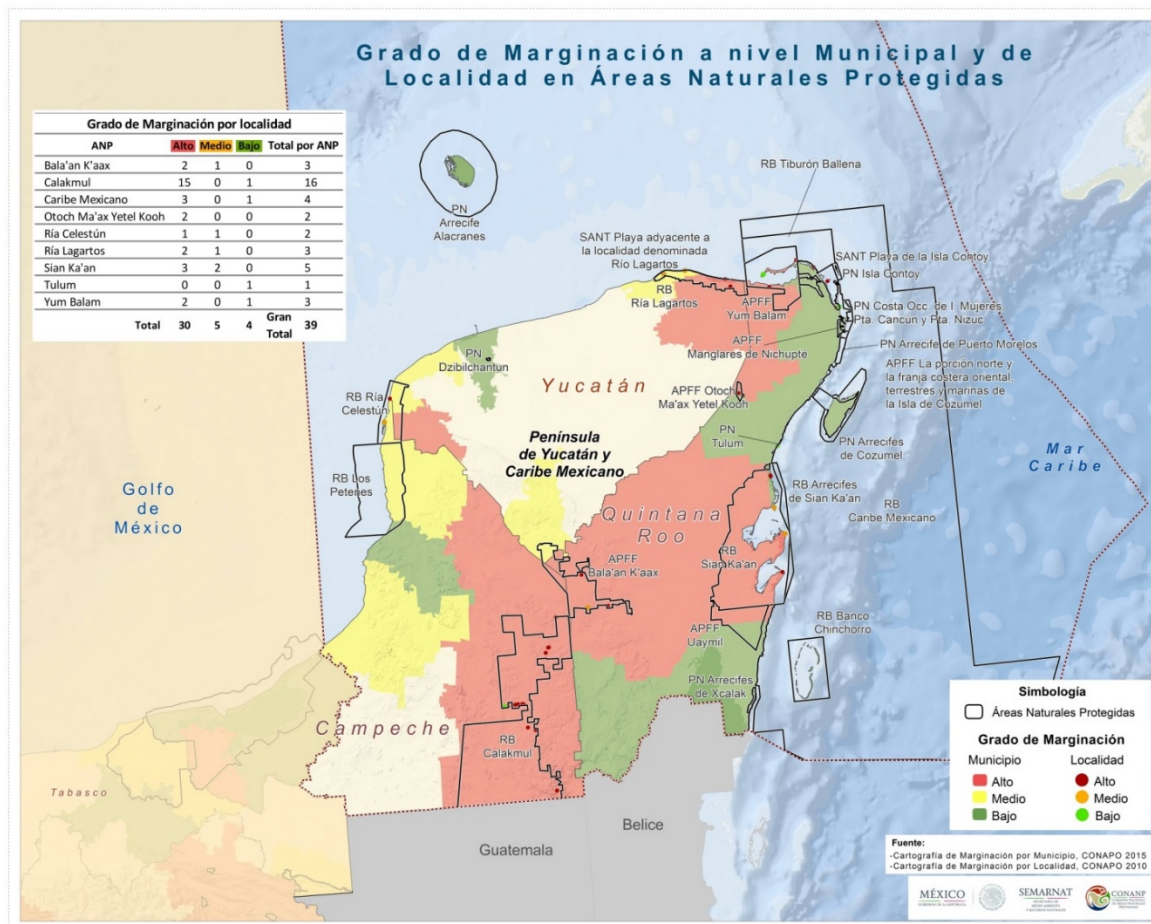 Grado de Marginación a nivel Municipal y de
Localidad en Áreas Naturales Protegidas
Grado de Marginación por localidad
ANP Alto Medio Bajo Total por ANP
Bala'an K'aax 2 1 0 3
Calakmul 15 0 1 16
Caribe Mexicano 3 0 1 4
Otoch Ma'ax Yetel Kooh 2 0 0 2
Ría Celestún 1 1 0 2
Ría Lagartos 2 1 0 3
Sian Ka'an 3 2 0 5
Tulum 0 0 1 1
Yum Balam 2 0 1 3
Total 30 5 4 Gran Total 39
PN
Arrecife
Alacranes
RB Tiburón Ballena
SANT Playa adyacente a
la localidad denominada
Río Lagartos
SANT Playa de la Isla Contoy
PN Isla Contoy
RB
Ría Lagartos
APFF
Yum Balam
PN Costa Occ. de I. Mujeres
Pta. Cancún y Pta. Nizuc
APFF
Manglares de Nichupté
PN Arrecife de Puerto Morelos
PN
Dzibilchantun
Yucatán
APFF Otoch
Ma'ax Yetel Kooh
APFF La porción norte y
la franja costera oriental,
terrestres y marinas de
la Isla de Cozumel
RB Ría
Celestún
PN
Tulum
PN Arrecifes
de Cozumel
Península
de Yucatán y
Caribe Mexicano
Mar
Caribe
Golfo
de
México
RB Los
Petenes
RB Arrecifes
de Sian Ka'an
RB
Caribe Mexicano
Quintana
Roo
APFF
Bala'an K'aax
RB
Sian Ka'an
RB Banco
Chinchorro
APFF
Uaymil
PN Arrecifes
de Xcalak
Campeche
RB
Calakmul
Tabasco
Guatemala
Belice
Simbología
Áreas Naturales Protegidas
Grado de Marginación
Municipio Localidad
Alto Alto
Medio Medio
Bajo Bajo
Fuente:
-Cartografía de Marginación por Municipio, CONAPO 2015
-Cartografía de Marginación por Localidad, CONAPO 2010
MÉXICO
GOBIERNO DE LA REPÚBLICA
SEMARNAT
SECRETARÍA DE
MEDIO AMBIENTE
Y RECURSOS NATURALES
CONANP